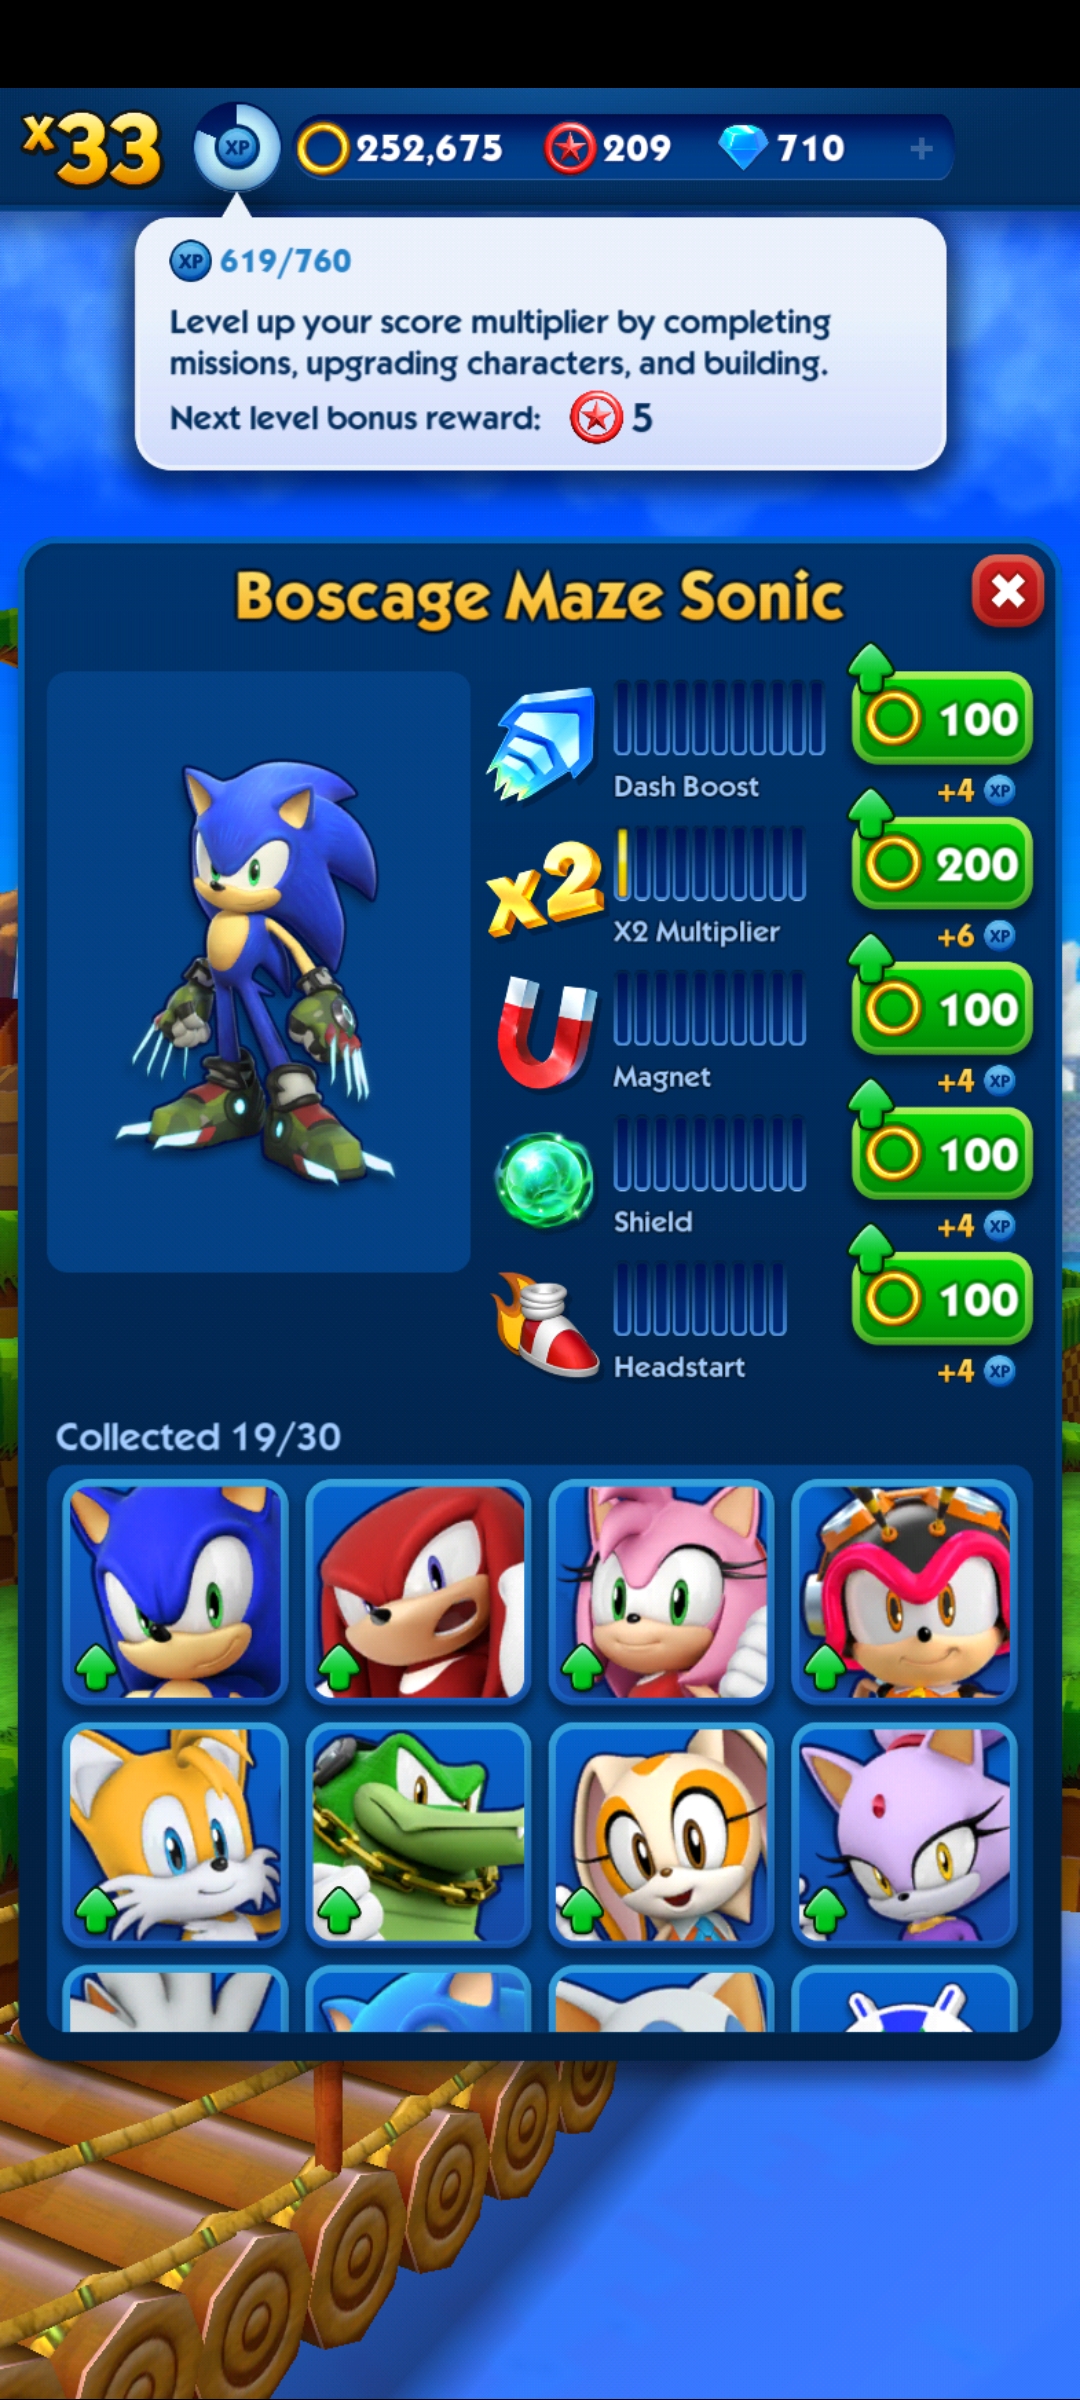 x33
XP
252,675
209
710
+
XP 619/760
Level up your score multiplier by completing
missions, upgrading characters, and building.
Next level bonus reward: 5
Boscage Maze Sonic
100
Dash Boost
+4 XP
x2
200
X2 Multiplier
+6 XP
100
Magnet
+4 XP
100
Shield
+4 XP
100
Headstart
+4 XP
Collected 19/30